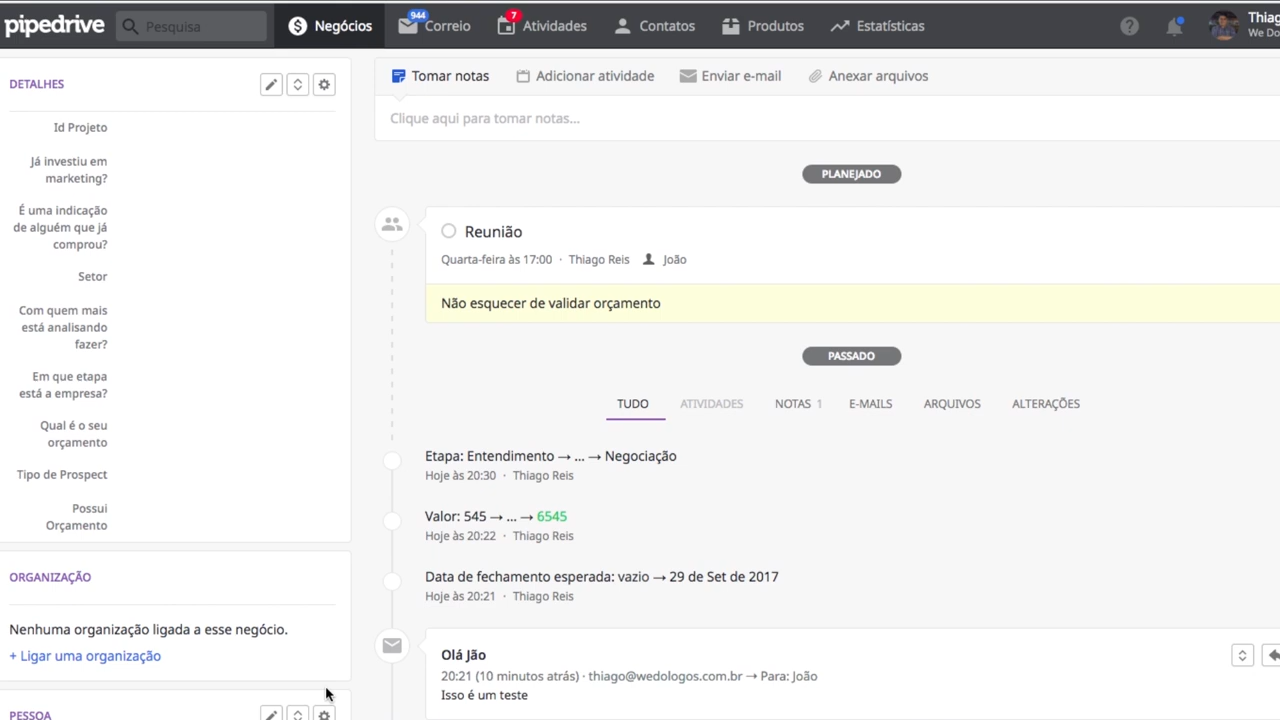 pipedrive
Pesquisa
Negócios
944
Correio
7
Atividades
Contatos
Produtos
Estatísticas
Thiag
We Do
DETALHES
Id Projeto
Já investiu em
marketing?
É uma indicação
de alguém que já
comprou?
Setor
Com quem mais
está analisando
fazer?
Em que etapa
está a empresa?
Qual é o seu
orçamento
Tipo de Prospect
Possui
Orçamento
ORGANIZAÇÃO
Nenhuma organização ligada a esse negócio.
+ Ligar uma organização
PESSOA
Tomar notas
Adicionar atividade
Enviar e-mail
Anexar arquivos
Clique aqui para tomar notas...
PLANEJADO
Reunião
Quarta-feira às 17:00 · Thiago Reis João
Não esquecer de validar orçamento
PASSADO
TUDO ATIVIDADES NOTAS 1 E-MAILS ARQUIVOS ALTERAÇÕES
Etapa: Entendimento → ... → Negociação
Hoje às 20:30 · Thiago Reis
Valor: 545 → ... → 6545
Hoje às 20:22 · Thiago Reis
Data de fechamento esperada: vazio → 29 de Set de 2017
Hoje às 20:21 · Thiago Reis
Olá Jão
20:21 (10 minutos atrás) · thiago@wedologos.com.br → Para: João
Isso é um teste